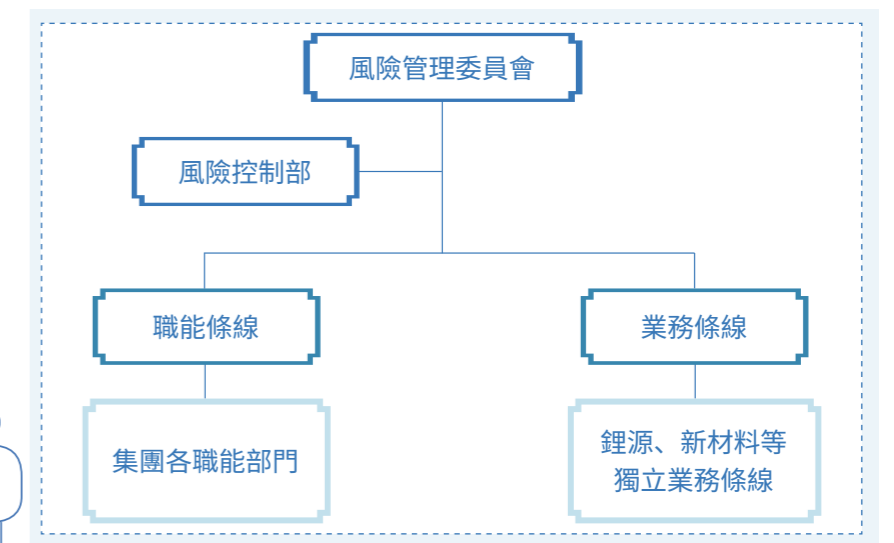 風險管理委員會
風險控制部
職能條線
業務條線
集團各職能部門
鋰源、新材料等
獨立業務條線